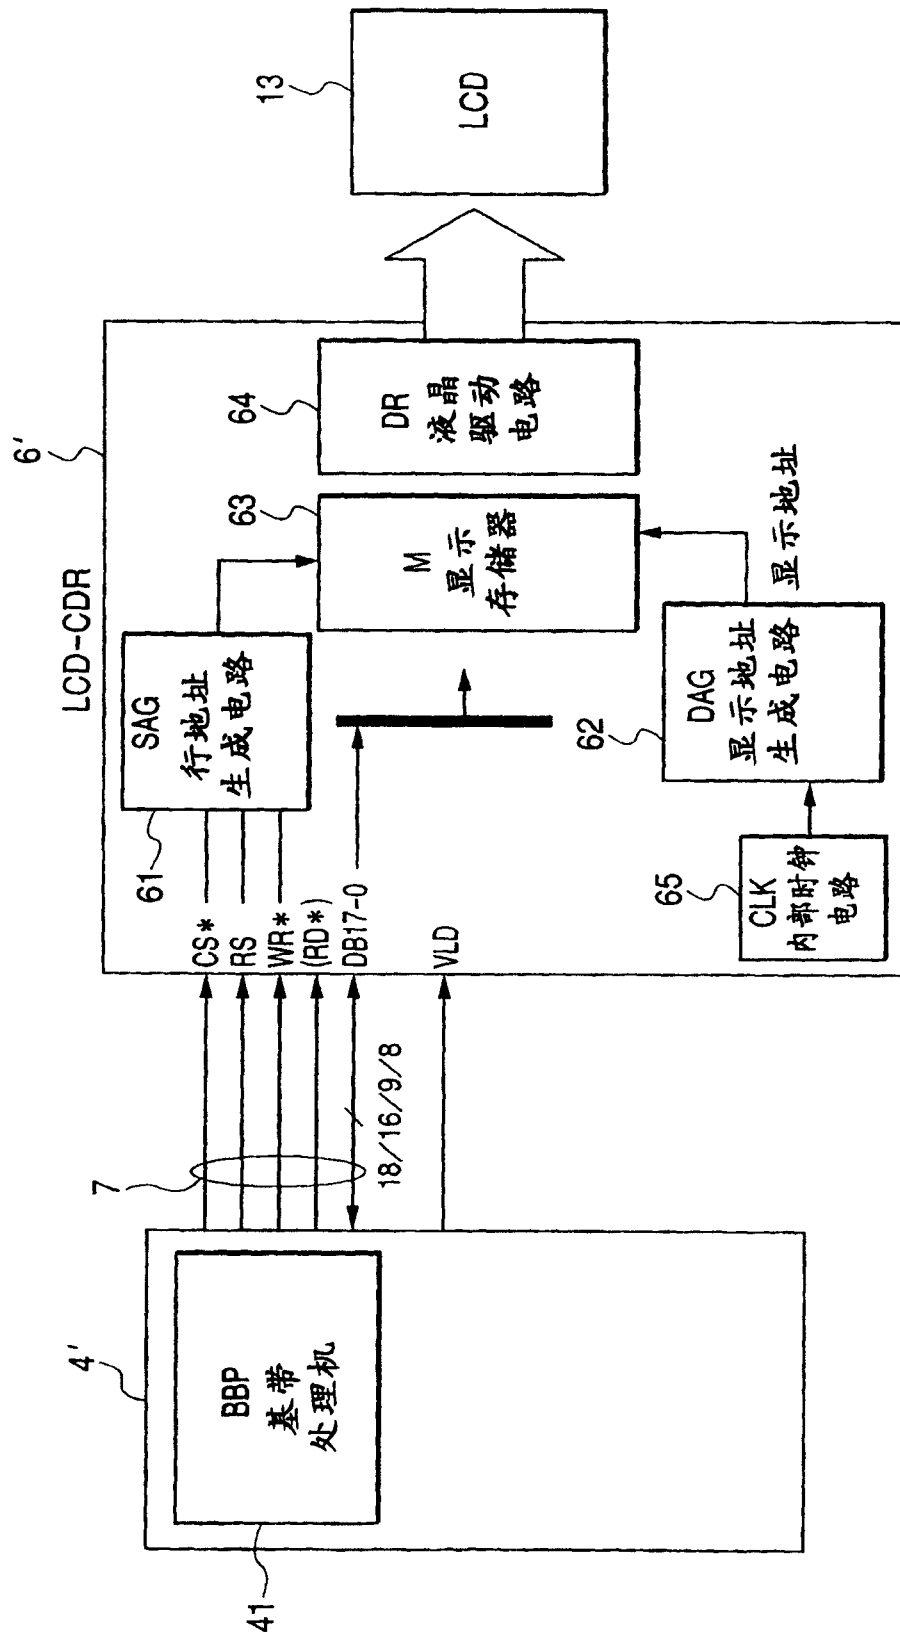 4'
BBP
基带
处理机
41
7
18/16/9/8
LCD-CDR
6'
CS*
RS
WR*
(RD*)
DB17-0
VLD
61
SAG
行地址
生成电路
63
M
显示
存储器
64
DR
液晶
驱动
电路
62
DAG
显示地址
生成电路
显示地址
65
CLK
内部时钟
电路
13
LCD